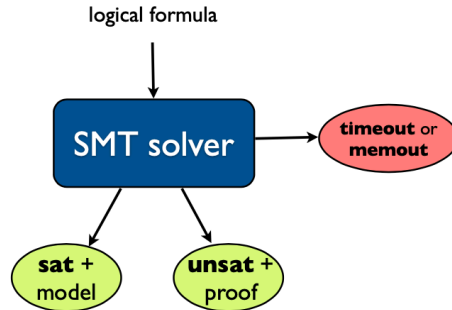 logical formula
SMT solver
timeout or
memout
sat +
model
unsat +
proof